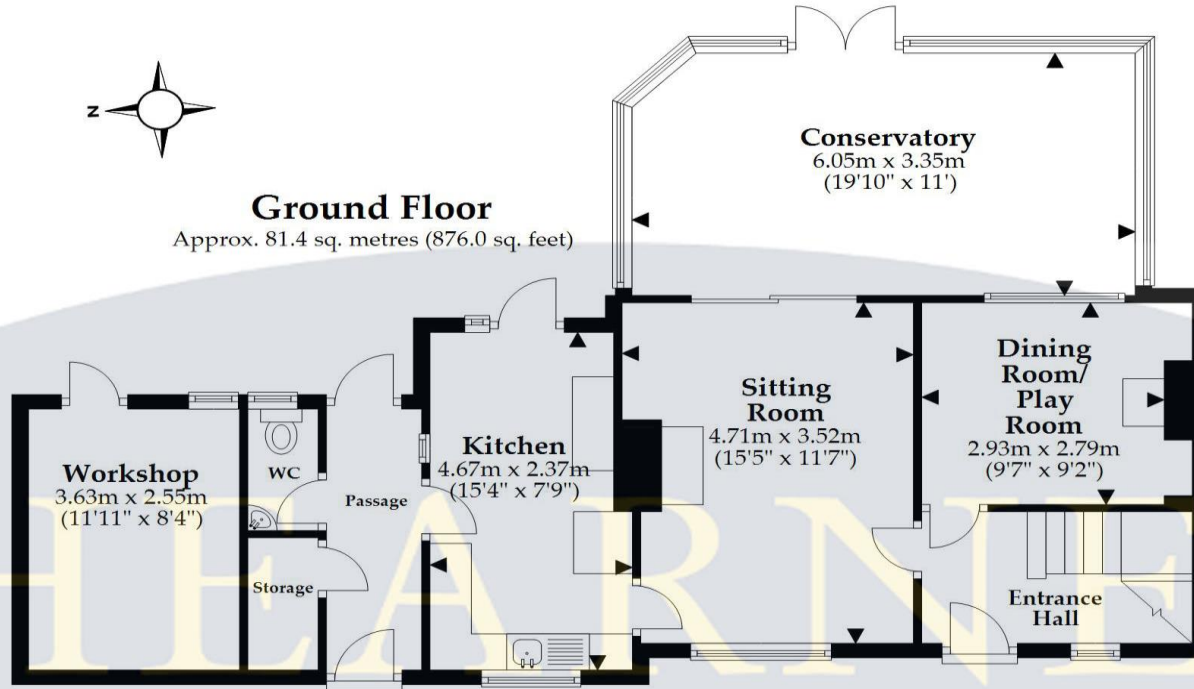 N
Ground Floor
Approx. 81.4 sq. metres (876.0 sq. feet)
Conservatory
6.05m x 3.35m
(19'10" x 11')
Workshop
3.63m x 2.55m
(11'11" x 8'4")
WC
Passage
Storage
Kitchen
4.67m x 2.37m
(15'4" x 7'9")
Sitting
Room
4.71m x 3.52m
(15'5" x 11'7")
Dining
Room/
Play
Room
2.93m x 2.79m
(9'7" x 9'2")
Entrance
Hall
HEARNE